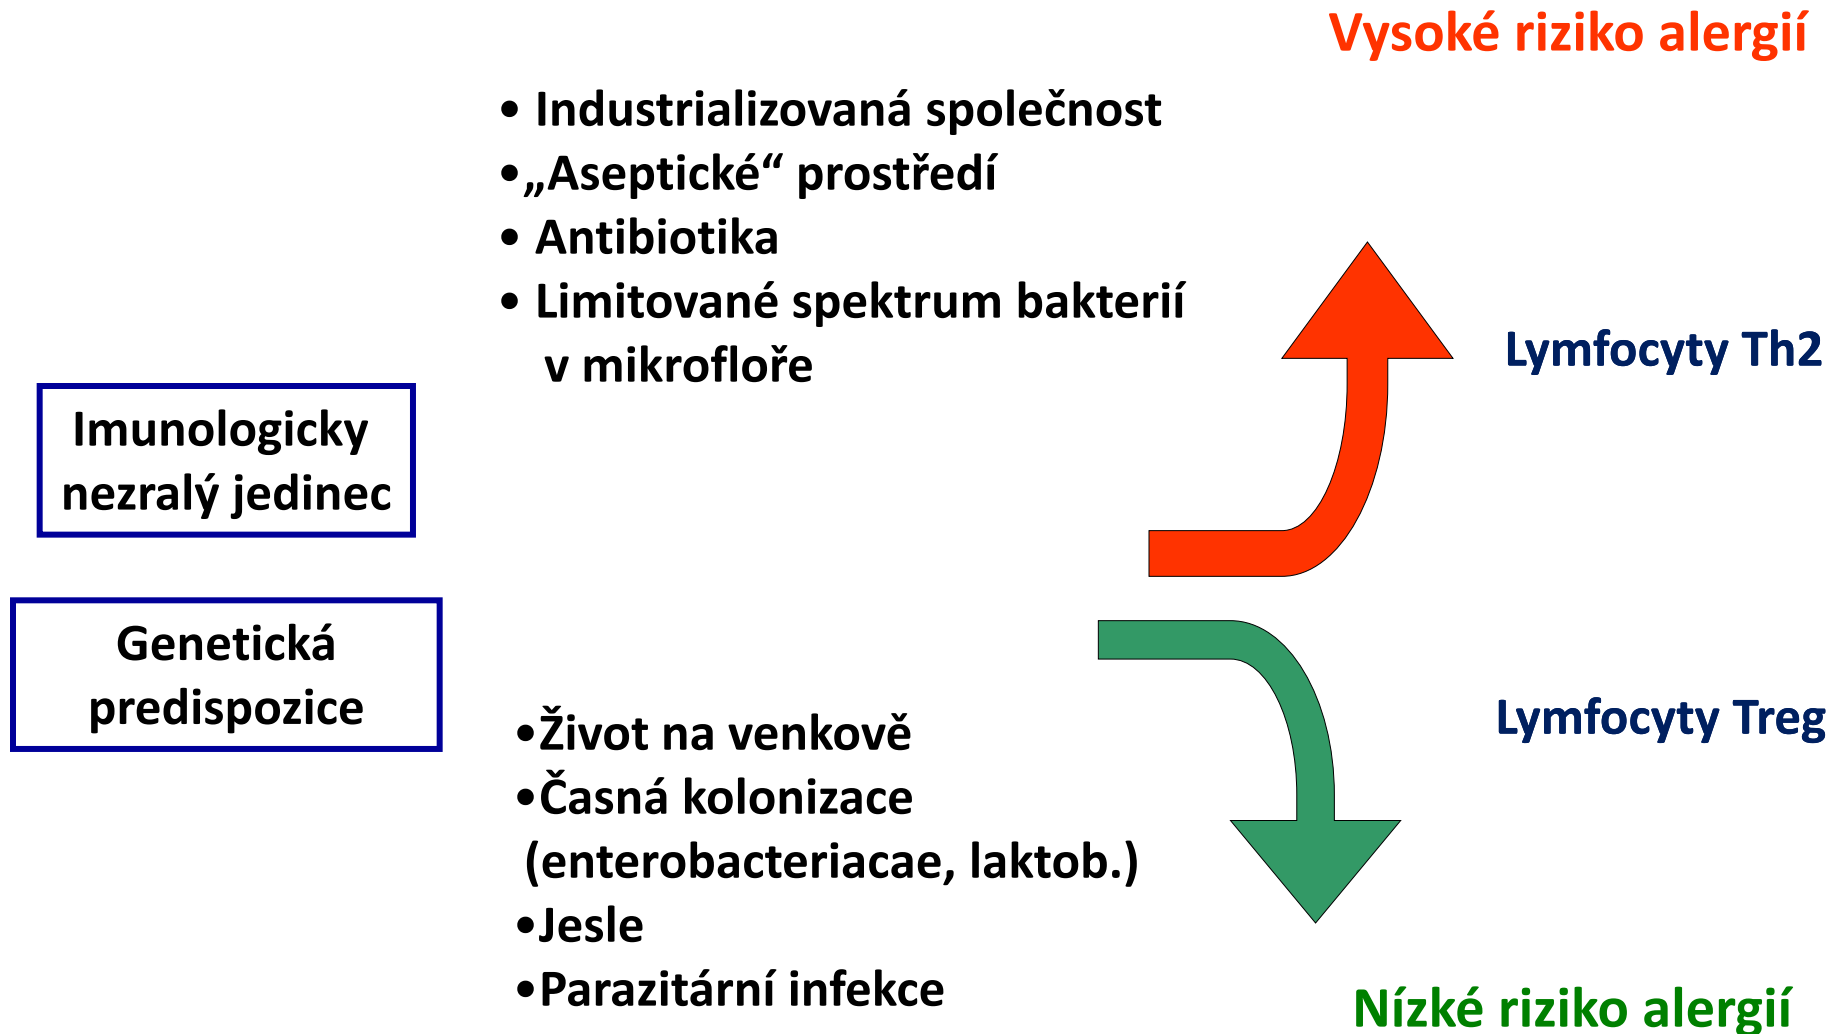 Vysoké riziko alergií
• Industrializovaná společnost
•„Aseptické“ prostředí
• Antibiotika
• Limitované spektrum bakterií
v mikrofloře
Lymfocyty Th2
Imunologicky
nezralý jedinec
Genetická
predispozice
Lymfocyty Treg
•Život na venkově
•Časná kolonizace
(enterobacteriacae, laktob.)
•Jesle
•Parazitární infekce
Nízké riziko alergií